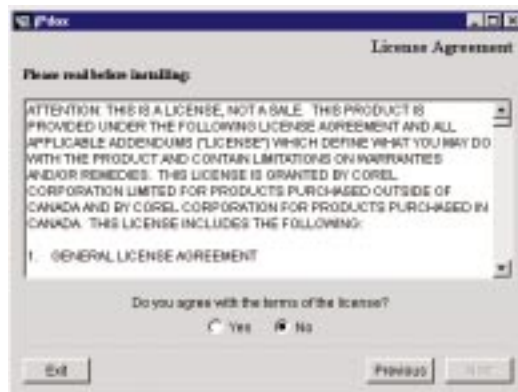 jPdox
License Agreement
Please read before installing:
ATTENTION: THIS IS A LICENSE, NOT A SALE. THIS PRODUCT IS
PROVIDED UNDER THE FOLLOWING LICENSE AGREEMENT AND ALL
APPLICABLE ADDENDUMS ("LICENSE") WHICH DEFINE WHAT YOU MAY DO
WITH THE PRODUCT AND CONTAIN LIMITATIONS ON WARRANTIES
AND/OR REMEDIES. THIS LICENSE IS GRANTED BY COREL
CORPORATION LIMITED FOR PRODUCTS PURCHASED OUTSIDE OF
CANADA AND BY COREL CORPORATION FOR PRODUCTS PURCHASED IN
CANADA. THIS LICENSE INCLUDES THE FOLLOWING:
1. GENERAL LICENSE AGREEMENT
Do you agree with the terms of the license?
Yes No
Exit Previous